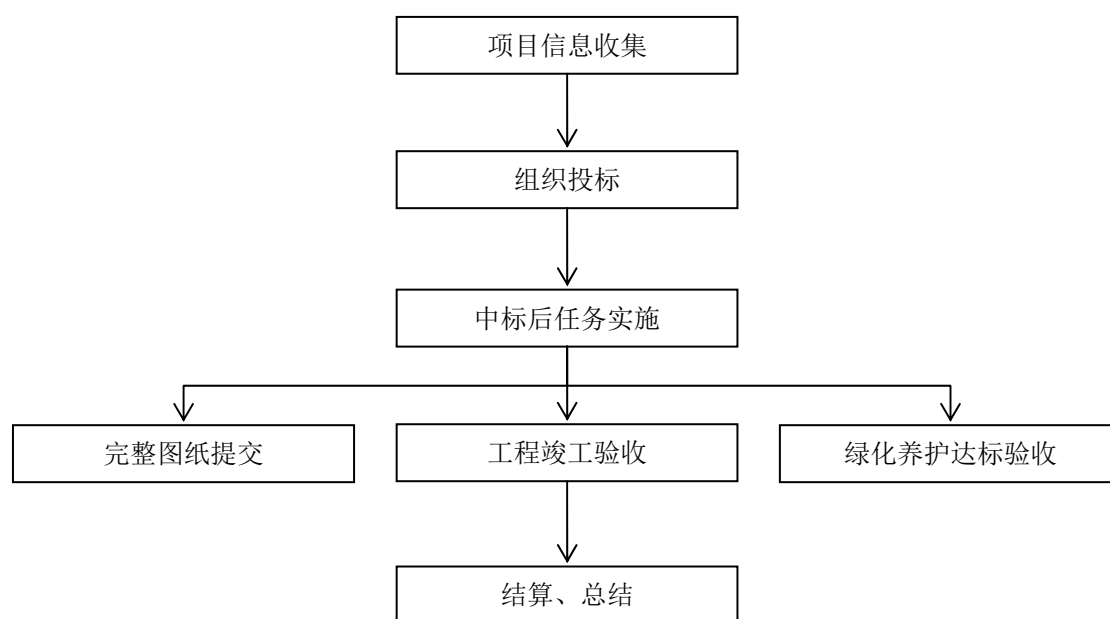 项目信息收集
组织投标
中标后任务实施
完整图纸提交
工程竣工验收
绿化养护达标验收
结算、总结